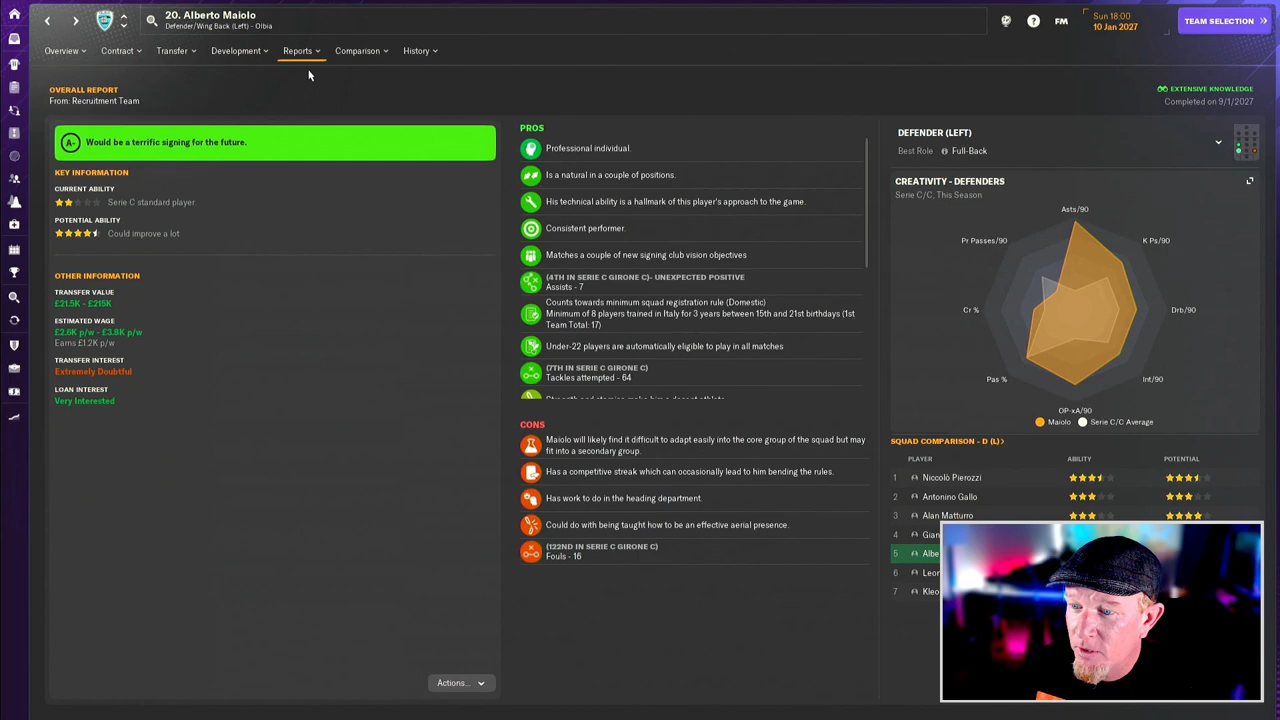 20. Alberto Maiolo
Defender/Wing Back (Left) - Olbia
FM
Sun 18:00
10 Jan 2027
TEAM SELECTION
Overview
Contract
Transfer
Development
Reports
Comparison
History
OVERALL REPORT
From: Recruitment Team
EXTENSIVE KNOWLEDGE
Completed on 9/1/2027
A-
Would be a terrific signing for the future.
KEY INFORMATION
CURRENT ABILITY
Serie C standard player.
POTENTIAL ABILITY
Could improve a lot
OTHER INFORMATION
TRANSFER VALUE
£21.5K - £215K
ESTIMATED WAGE
£2.6K p/w - £3.8K p/w
Earns £1.2K p/w
TRANSFER INTEREST
Extremely Doubtful
LOAN INTEREST
Very Interested
Actions...
PROS
Professional individual.
Is a natural in a couple of positions.
His technical ability is a hallmark of this player's approach to the game.
Consistent performer.
Matches a couple of new signing club vision objectives
(4TH IN SERIE C GIRONE C)- UNEXPECTED POSITIVE
Assists - 7
Counts towards minimum squad registration rule (Domestic)
Minimum of 8 players trained in Italy for 3 years between 15th and 21st birthdays (1st
Team Total: 17)
Under-22 players are automatically eligible to play in all matches
(7TH IN SERIE C GIRONE C)
Tackles attempted - 64
CONS
Maiolo will likely find it difficult to adapt easily into the core group of the squad but may
fit into a secondary group.
Has a competitive streak which can occasionally lead to him bending the rules.
Has work to do in the heading department.
Could do with being taught how to be an effective aerial presence.
(122ND IN SERIE C GIRONE C)
Fouls - 16
DEFENDER (LEFT)
Best Role Full-Back
CREATIVITY - DEFENDERS
Serie C/C, This Season
Asts/90
Pr Passes/90
K Ps/90
Cr %
Drb/90
Pas %
Int/90
OP-xA/90
Maiolo
Serie C/C Average
SQUAD COMPARISON - D (L)
PLAYER ABILITY POTENTIAL
1 Niccolò Pierozzi
2 Antonino Gallo
3 Alan Matturro
4 Gian
5 Albe
6 Leon
7 Kleo